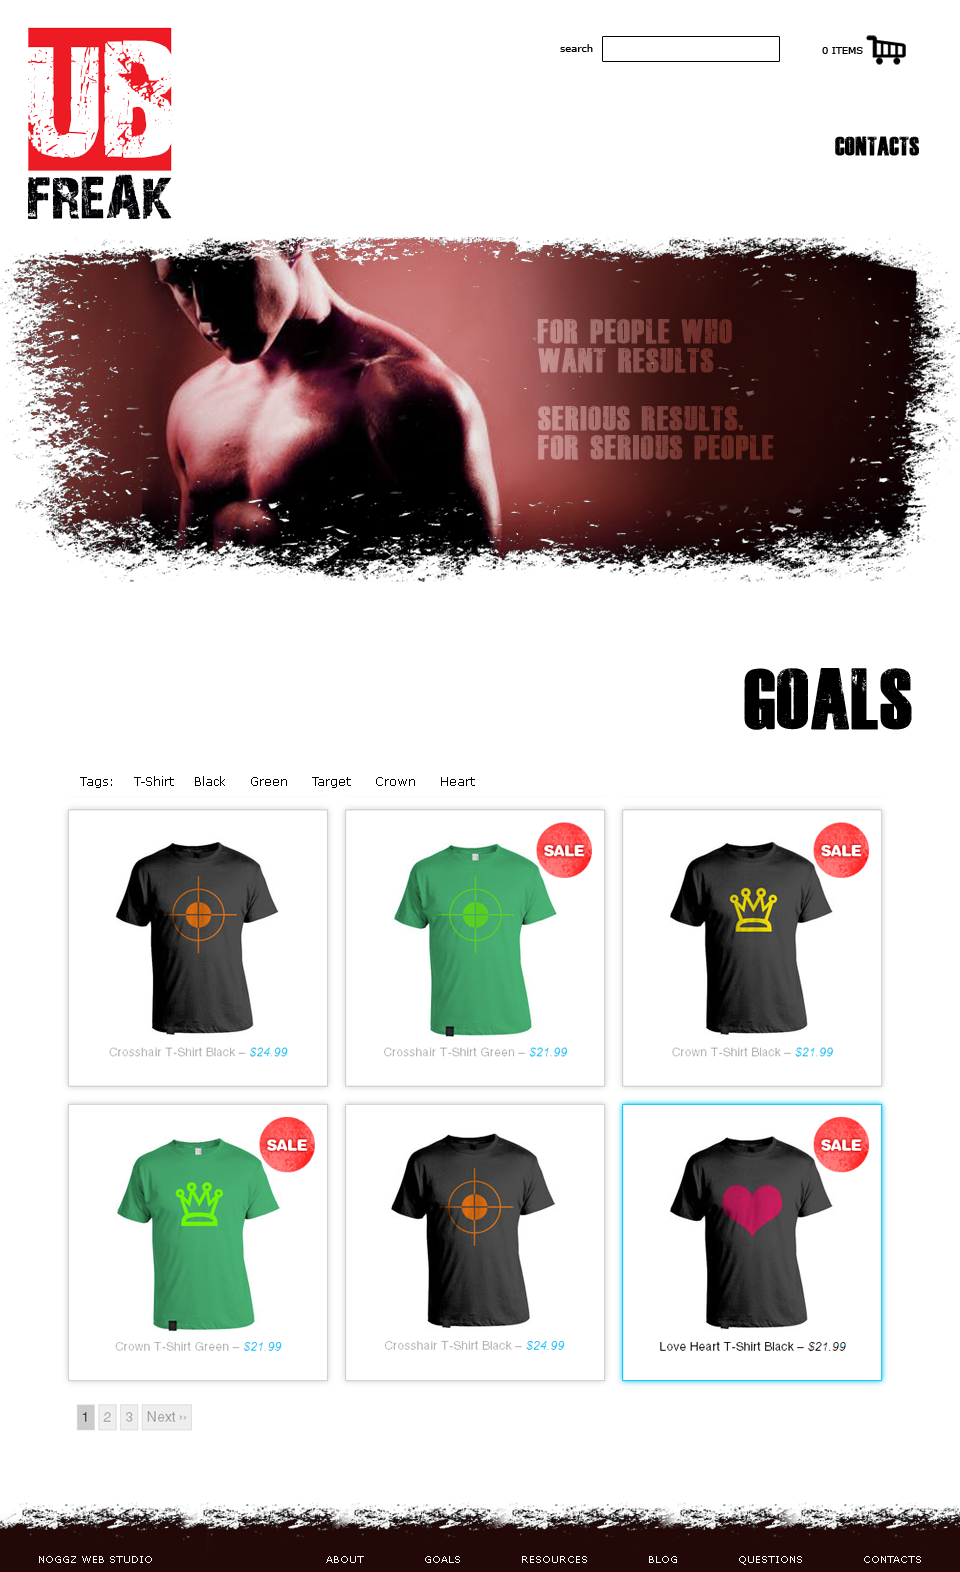 UB
FREAK
search
0 ITEMS
CONTACTS
FOR PEOPLE WHO
WANT RESULTS
SERIOUS RESULTS.
FOR SERIOUS PEOPLE
GOALS
Tags: T-Shirt Black Green Target Crown Heart
SALE
SALE
Crosshair T-Shirt Black – $24.99
Crosshair T-Shirt Green – $21.99
Crown T-Shirt Black – $21.99
SALE
SALE
Crown T-Shirt Green – $21.99
Crosshair T-Shirt Black – $24.99
Love Heart T-Shirt Black – $21.99
1 2 3 Next ››
NOGGZ WEB STUDIO ABOUT GOALS RESOURCES BLOG QUESTIONS CONTACTS